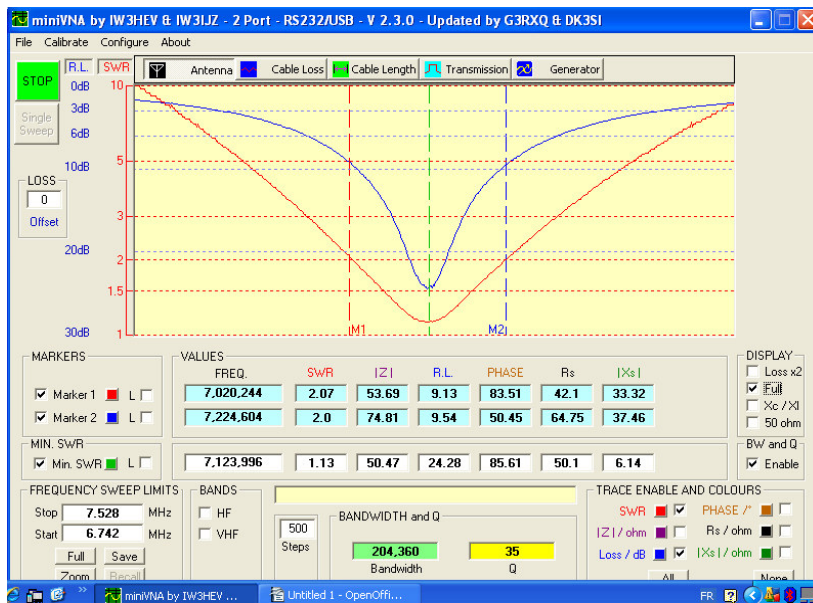 miniVNA by IW3HEV & IW3IJZ - 2 Port - RS232/USB - V 2.3.0 - Updated by G3RXQ & DK3SI
File Calibrate Configure About
STOP
R.L. SWR
Antenna Cable Loss Cable Length Transmission Generator
0dB 10
3dB
Single Sweep
6dB
10dB 5
LOSS
0
Offset
3
20dB
2
1.5
30dB 1
M1 M2
MARKERS
VALUES
DISPLAY
FREQ. SWR |Z| R.L. PHASE Rs |Xs|
Loss x2
Marker 1 L 7,020,244 2.07 53.69 9.13 83.51 42.1 33.32
Full
Marker 2 L 7,224,604 2.0 74.81 9.54 50.45 64.75 37.46
Xc / Xl
50 ohm
MIN. SWR
BW and Q
Min. SWR L 7,123,996 1.13 50.47 24.28 85.61 50.1 6.14
Enable
FREQUENCY SWEEP LIMITS
BANDS
TRACE ENABLE AND COLOURS
Stop 7.528 MHz
HF
SWR PHASE /°
Start 6.742 MHz
VHF
500
Steps
BANDWIDTH and Q
|Z| / ohm Rs / ohm
Full Save
204,360 35
Loss / dB |Xs| / ohm
Zoom Recall
Bandwidth Q
All None
miniVNA by IW3HEV ... Untitled 1 - OpenOffi... FR